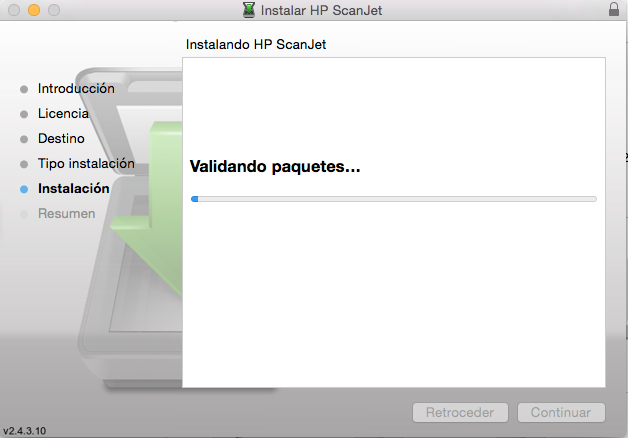 Instalar HP ScanJet
Instalando HP ScanJet
Introducción
Licencia
Destino
Tipo instalación
Instalación
Resumen
Validando paquetes...
Retroceder
Continuar
v2.4.3.10